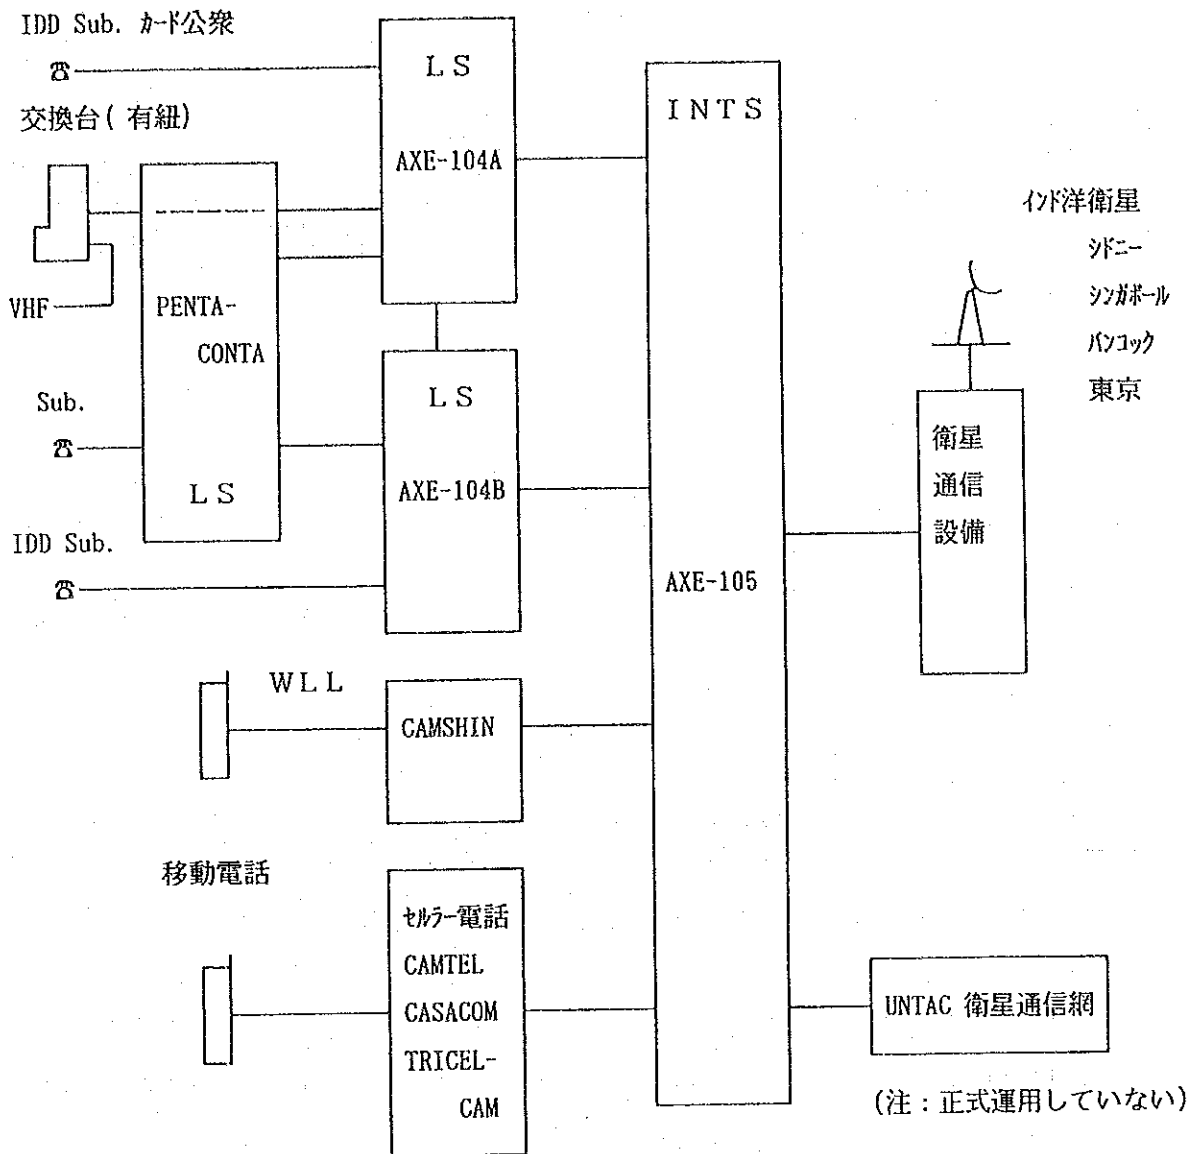 IDD Sub. ｶｰﾄﾞ公衆
☎
交換台( 有紐)
VHF
Sub.
☎
IDD Sub.
☎
PENTA-
CONTA
ＬＳ
ＬＳ
AXE-104A
ＬＳ
AXE-104B
ＷＬＬ
CAMSHIN
移動電話
ｾﾙﾗｰ電話
CAMTEL
CASACOM
TRICEL-
CAM
ＩＮＴＳ
AXE-105
ｲﾝﾄﾞ洋衛星
ｼﾄﾞﾆｰ
ｼﾝｶﾞﾎﾟｰﾙ
ﾊﾞﾝｺｯｸ
東京
衛星
通信
設備
UNTAC 衛星通信網
(注：正式運用していない)